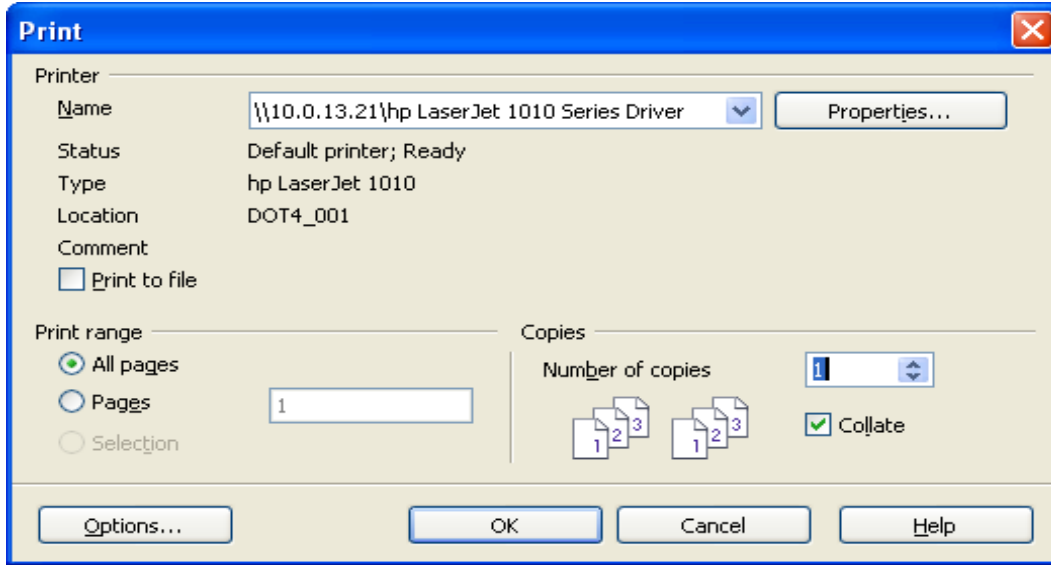 Print
Printer
Name \\10.0.13.21\hp LaserJet 1010 Series Driver Properties...
Status Default printer; Ready
Type hp LaserJet 1010
Location DOT4_001
Comment
Print to file
Print range
All pages
Pages 1
Selection
Copies
Number of copies 1
1 2 3 1 2 3 Collate
Options... OK Cancel Help